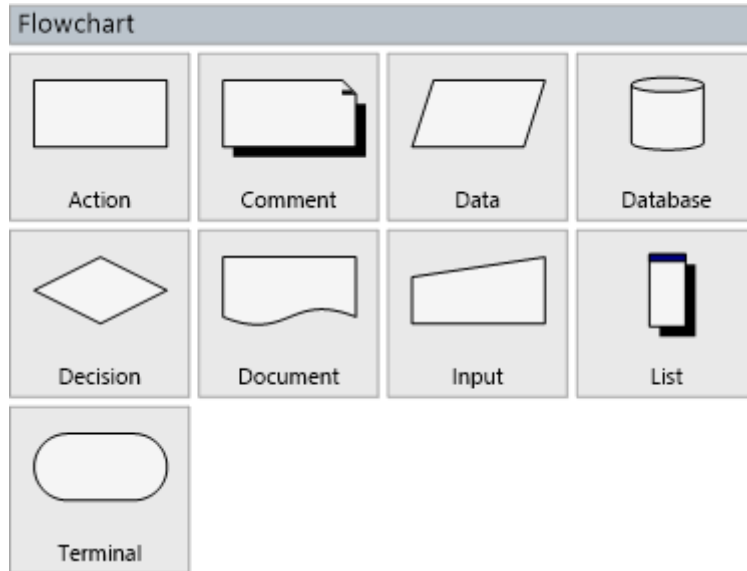 Flowchart
Action Comment Data Database
Decision Document Input List
Terminal